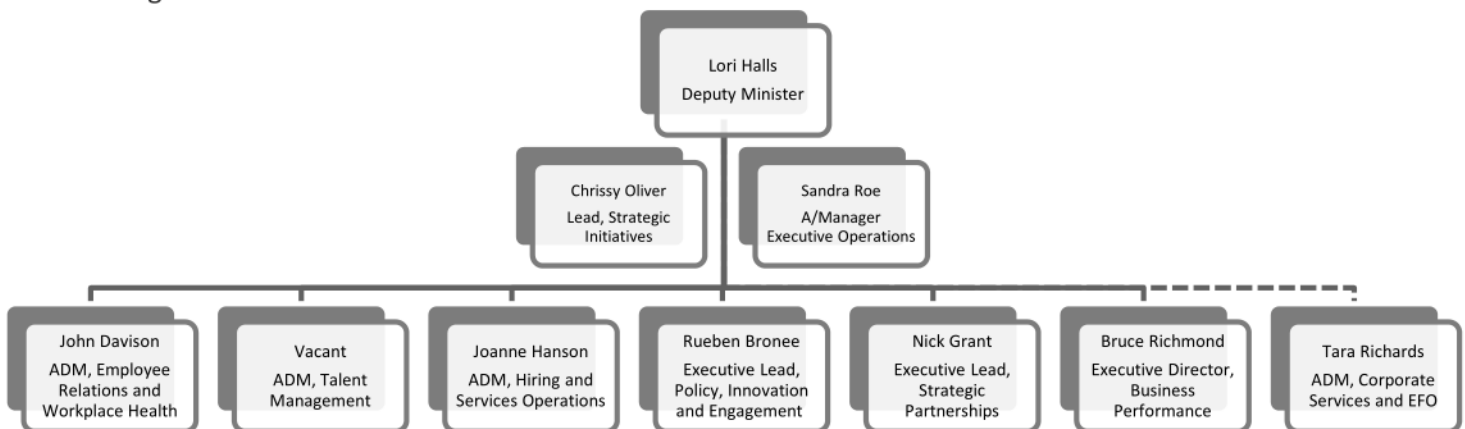 Lori Halls
Deputy Minister
Chrissy Oliver
Lead, Strategic
Initiatives
Sandra Roe
A/Manager
Executive Operations
John Davison
ADM, Employee
Relations and
Workplace Health
Vacant
ADM, Talent
Management
Joanne Hanson
ADM, Hiring and
Services Operations
Rueben Bronee
Executive Lead,
Policy, Innovation
and Engagement
Nick Grant
Executive Lead,
Strategic
Partnerships
Bruce Richmond
Executive Director,
Business
Performance
Tara Richards
ADM, Corporate
Services and EFO